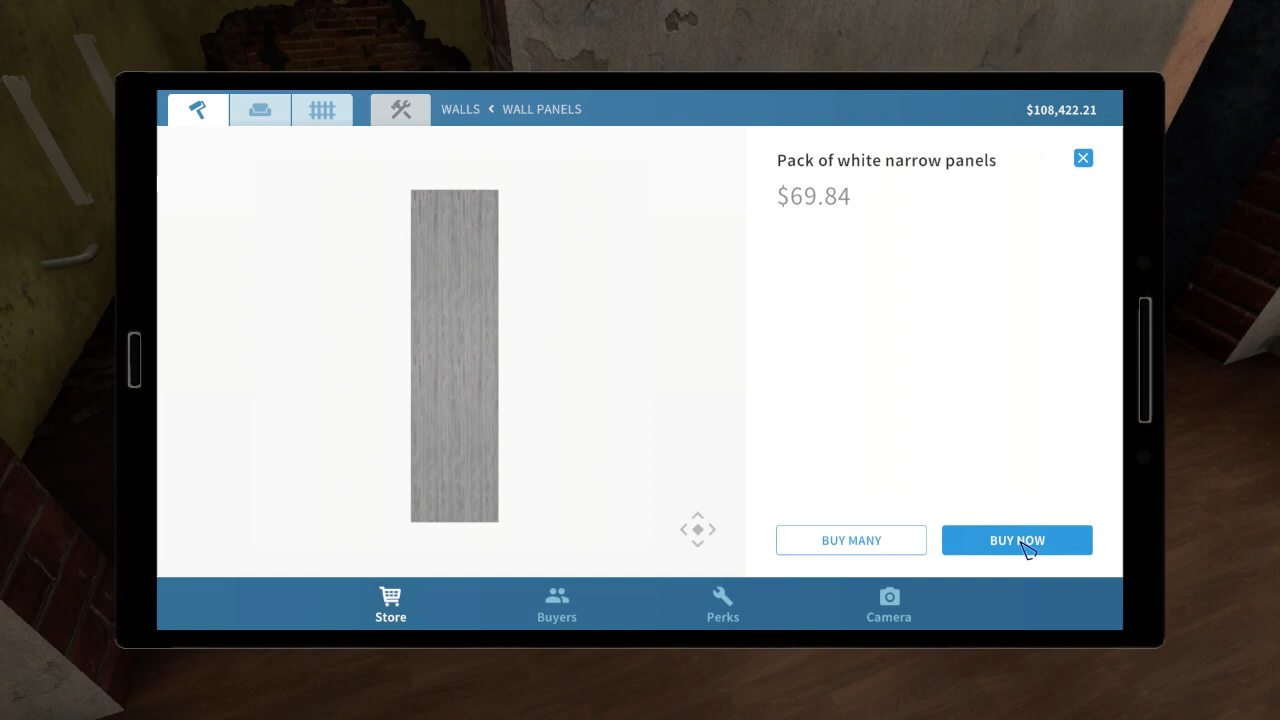 WALLS < WALL PANELS
$108,422.21
Pack of white narrow panels
$69.84
BUY MANY
BUY NOW
Store
Buyers
Perks
Camera